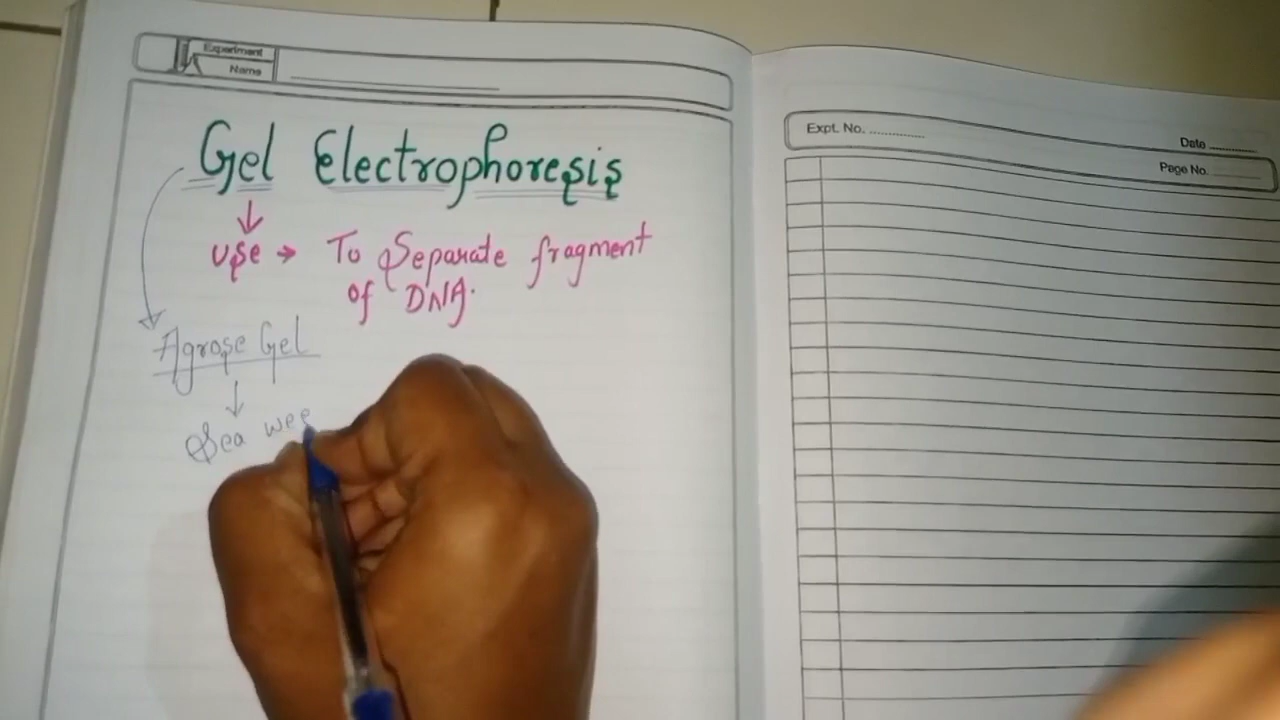 Experiment
Name
Gel Electrophoresis
Use → To Separate fragment
of DNA.
Agrose Gel
Sea wee
Expt. No. ..............
Date ............
Page No. ............